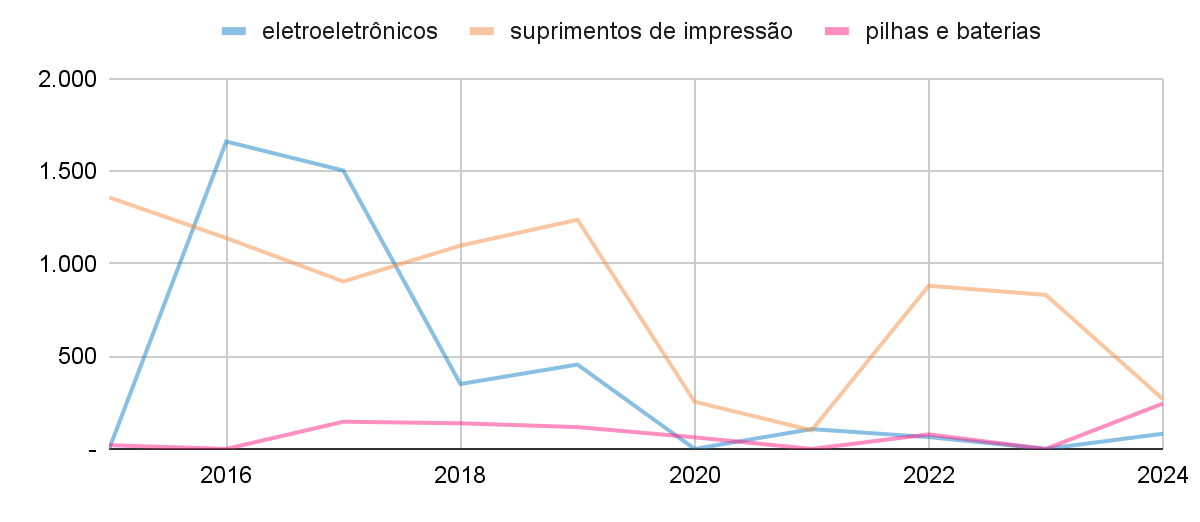 eletroeletrônicos suprimentos de impressão pilhas e baterias
2.000
1.500
1.000
500
-
2016 2018 2020 2022 2024